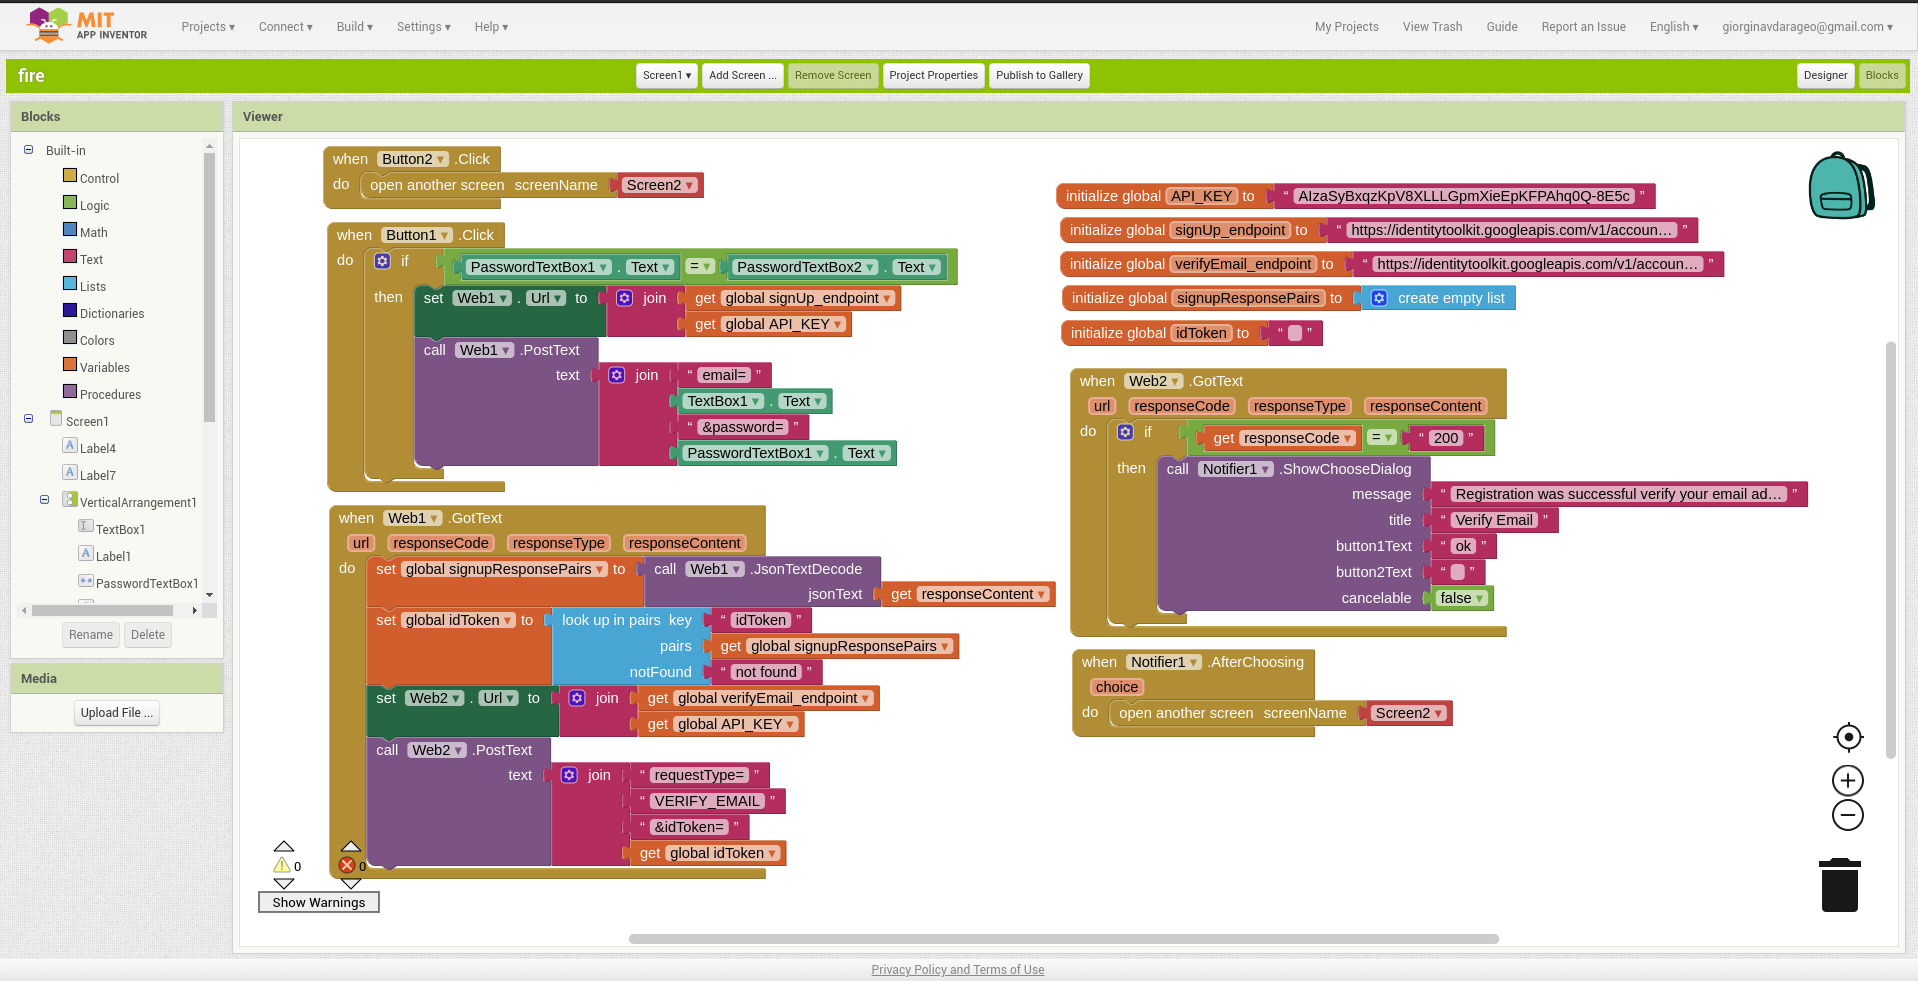 MIT
APP INVENTOR
Projects ▾ Connect ▾ Build ▾ Settings ▾ Help ▾ My Projects View Trash Guide Report an Issue English ▾ giorginavdarageo@gmail.com ▾
fire
Screen1 ▾ Add Screen ... Remove Screen Project Properties Publish to Gallery Designer Blocks
Blocks
Built-in
Control
Logic
Math
Text
Lists
Dictionaries
Colors
Variables
Procedures
Screen1
Label4
Label7
VerticalArrangement1
TextBox1
Label1
PasswordTextBox1
Rename Delete
Media
Upload File ...
Viewer
when Button2 ▾ .Click
do open another screen screenName Screen2 ▾
when Button1 ▾ .Click
do if PasswordTextBox1 ▾ . Text ▾ = ▾ PasswordTextBox2 ▾ . Text ▾
then set Web1 ▾ . Url ▾ to join get global signUp_endpoint ▾
get global API_KEY ▾
call Web1 ▾ .PostText
text join “ email= ”
TextBox1 ▾ . Text ▾
“ &password= ”
PasswordTextBox1 ▾ . Text ▾
when Web1 ▾ .GotText
url responseCode responseType responseContent
do set global signupResponsePairs ▾ to call Web1 ▾ .JsonTextDecode
jsonText get responseContent ▾
set global idToken ▾ to look up in pairs key “ idToken ”
pairs get global signupResponsePairs ▾
notFound “ not found ”
set Web2 ▾ . Url ▾ to join get global verifyEmail_endpoint ▾
get global API_KEY ▾
call Web2 ▾ .PostText
text join “ requestType= ”
“ VERIFY_EMAIL ”
“ &idToken= ”
get global idToken ▾
initialize global API_KEY to “ AIzaSyBxqzKpV8XLLLGpmXieEpKFPAhq0Q-8E5c ”
initialize global signUp_endpoint to “ https://identitytoolkit.googleapis.com/v1/accoun... ”
initialize global verifyEmail_endpoint to “ https://identitytoolkit.googleapis.com/v1/accoun... ”
initialize global signupResponsePairs to create empty list
initialize global idToken to “ ”
when Web2 ▾ .GotText
url responseCode responseType responseContent
do if get responseCode ▾ = ▾ “ 200 ”
then call Notifier1 ▾ .ShowChooseDialog
message “ Registration was successful verify your email ad... ”
title “ Verify Email ”
button1Text “ ok ”
button2Text “ ”
cancelable false ▾
when Notifier1 ▾ .AfterChoosing
choice
do open another screen screenName Screen2 ▾
0 0
Show Warnings
Privacy Policy and Terms of Use